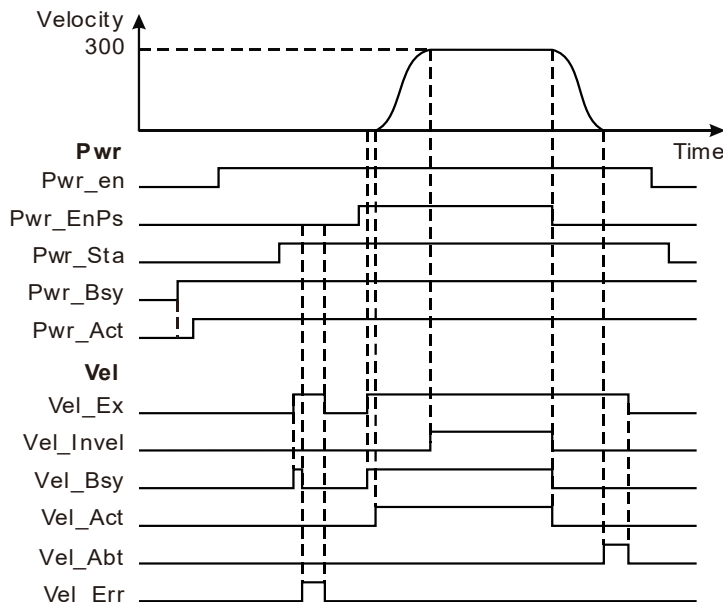 Velocity
300
Time
Pwr
Pwr_en
Pwr_EnPs
Pwr_Sta
Pwr_Bsy
Pwr_Act
Vel
Vel_Ex
Vel_Invel
Vel_Bsy
Vel_Act
Vel_Abt
Vel_Err